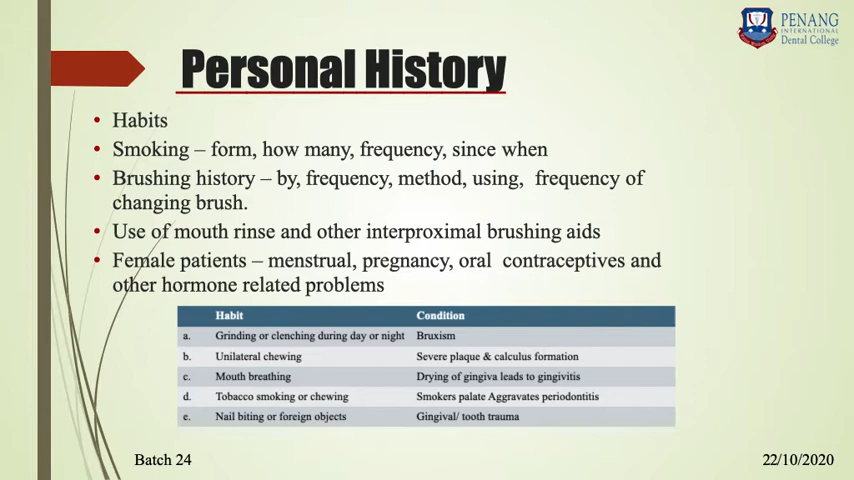 PENANG
INTERNATIONAL
Dental College
Personal History
• Habits
• Smoking – form, how many, frequency, since when
• Brushing history – by, frequency, method, using, frequency of
changing brush.
• Use of mouth rinse and other interproximal brushing aids
• Female patients – menstrual, pregnancy, oral contraceptives and
other hormone related problems
Habit Condition
a. Grinding or clenching during day or night Bruxism
b. Unilateral chewing Severe plaque & calculus formation
c. Mouth breathing Drying of gingiva leads to gingivitis
d. Tobacco smoking or chewing Smokers palate Aggravates periodontitis
e. Nail biting or foreign objects Gingival/ tooth trauma
Batch 24
22/10/2020